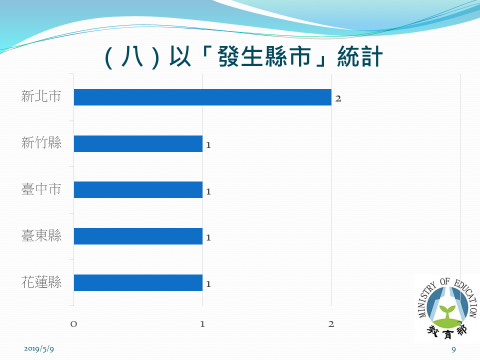 （八）以「發生縣市」統計
新北市 2
新竹縣 1
臺中市 1
臺東縣 1
花蓮縣 1
0 1 2
MINISTRY OF EDUCATION
教育部
2019/5/9 9